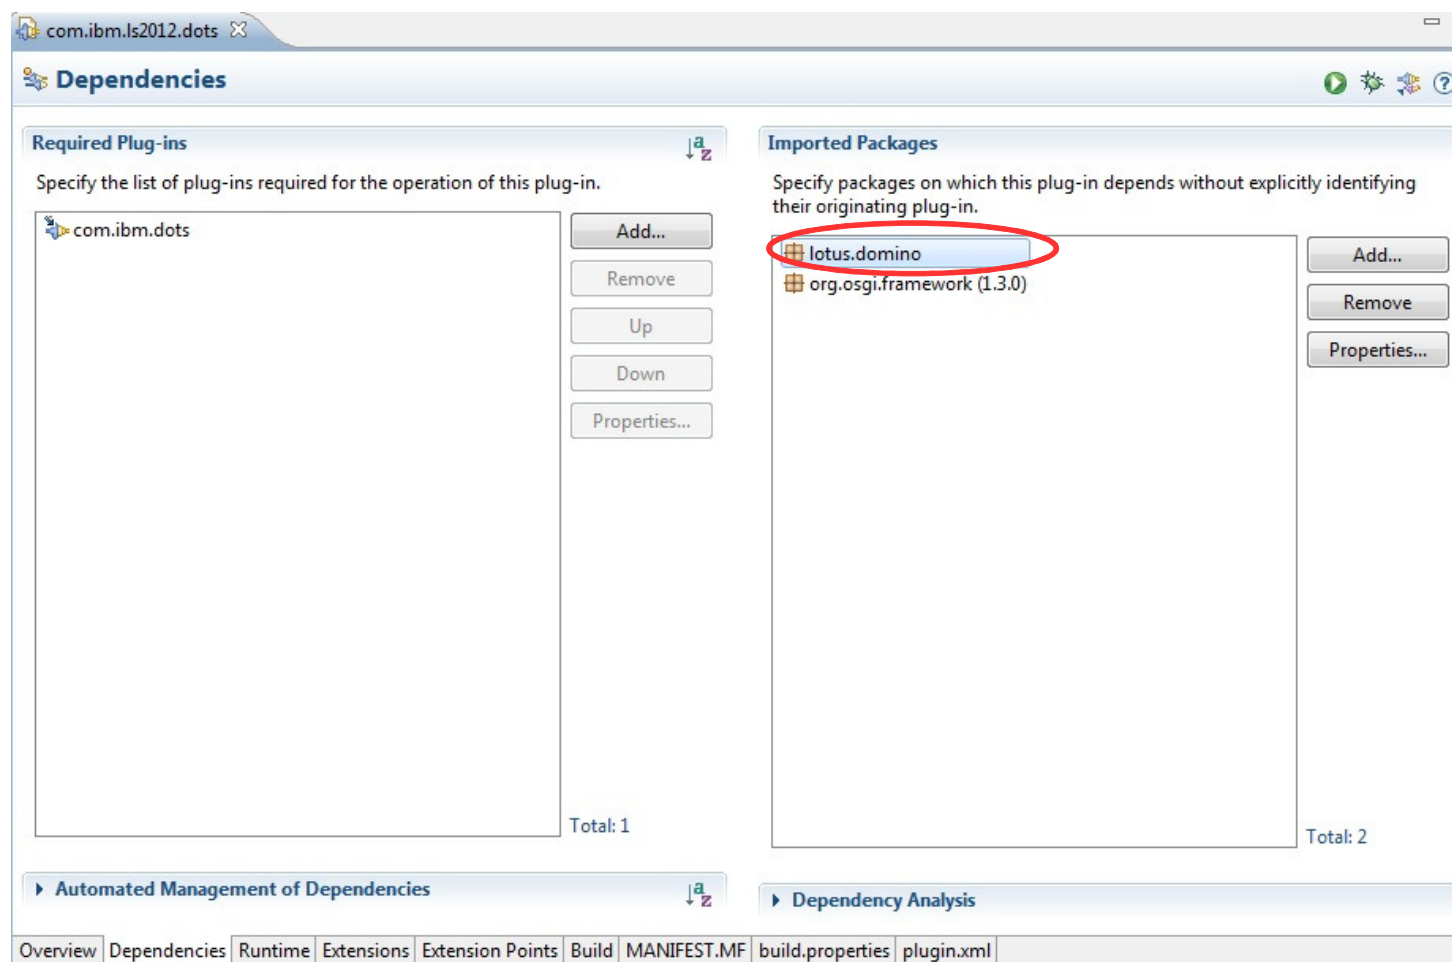 com.ibm.ls2012.dots
Dependencies
Required Plug-ins
Specify the list of plug-ins required for the operation of this plug-in.
com.ibm.dots
Add...
Remove
Up
Down
Properties...
Total: 1
Automated Management of Dependencies
Imported Packages
Specify packages on which this plug-in depends without explicitly identifying
their originating plug-in.
lotus.domino
org.osgi.framework (1.3.0)
Add...
Remove
Properties...
Total: 2
Dependency Analysis
Overview Dependencies Runtime Extensions Extension Points Build MANIFEST.MF build.properties plugin.xml